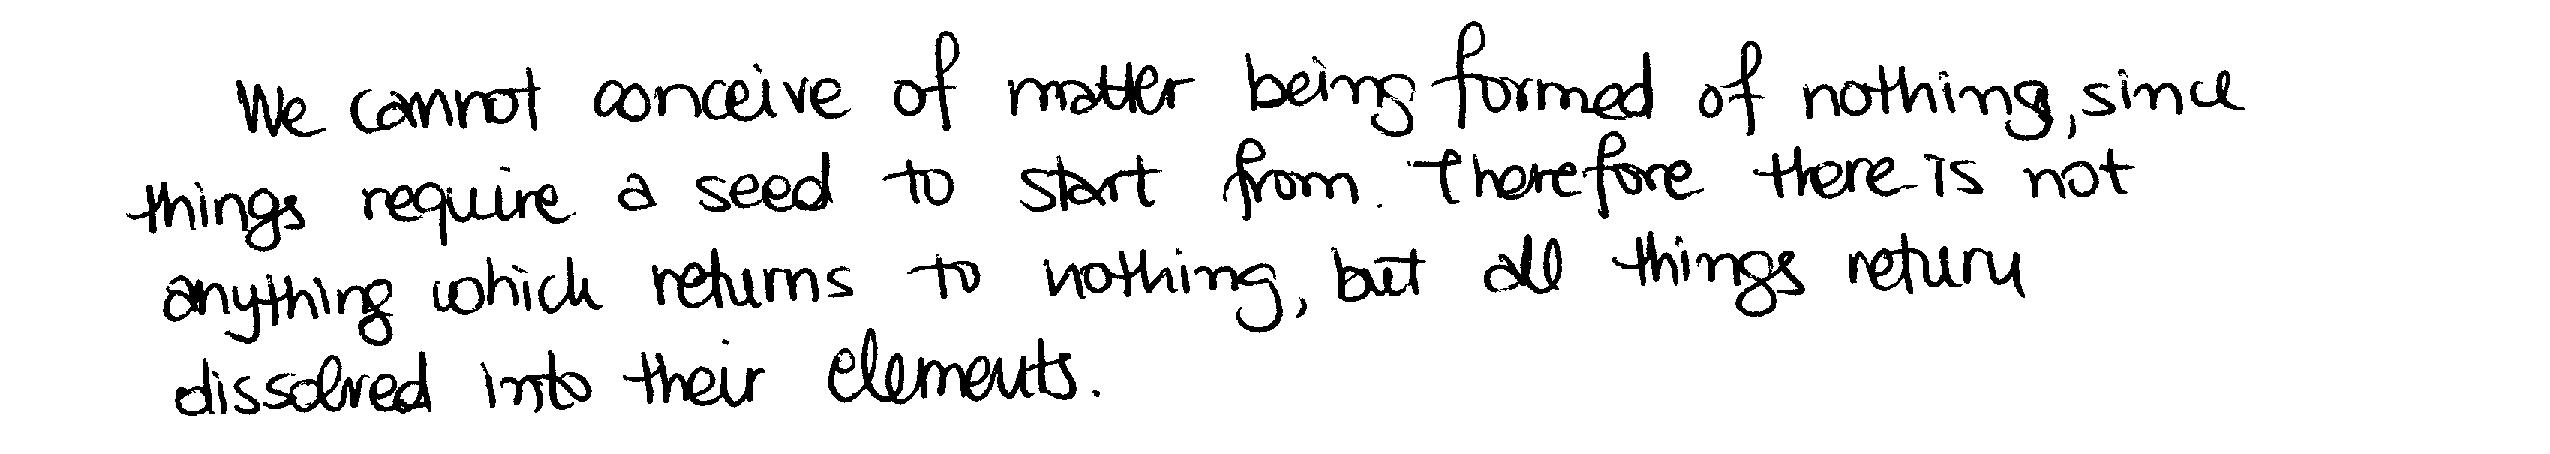 We cannot conceive of matter being formed of nothing, since
things require a seed to start from. Therefore there is not
anything which returns to nothing, but all things return
dissolved into their elements.